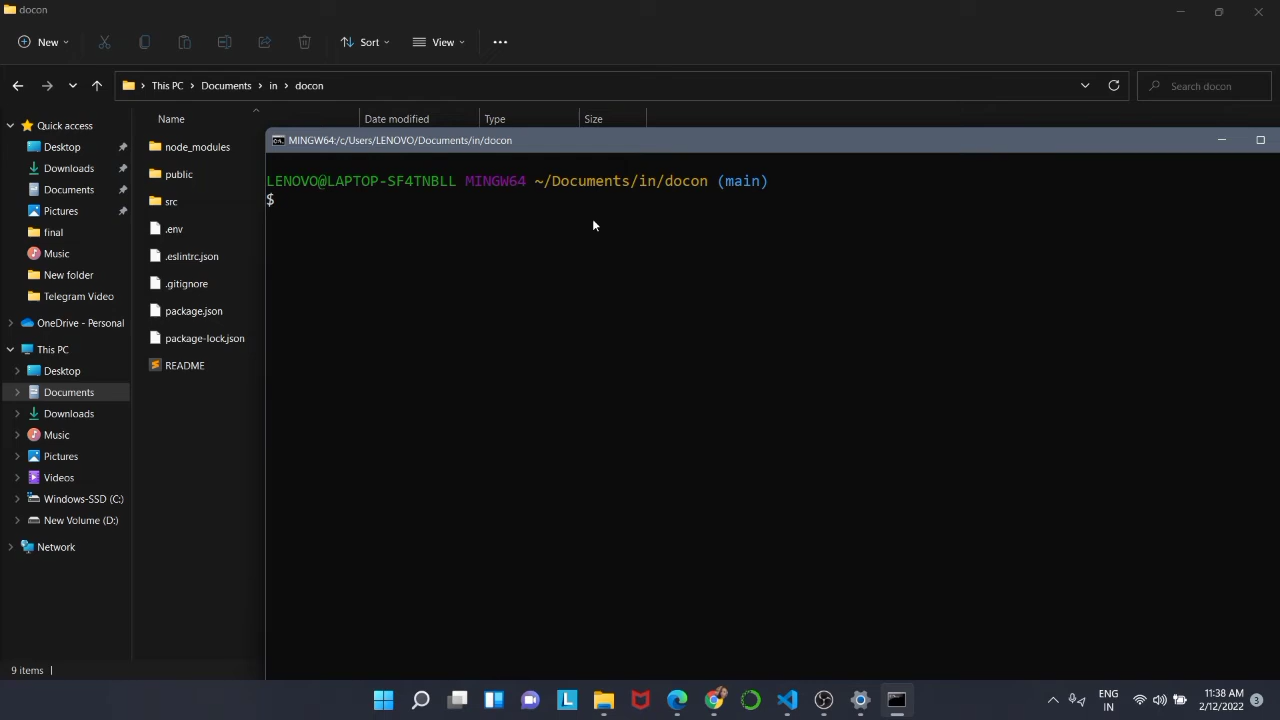 docon
New
Sort
View
This PC
Documents
in
docon
Search docon
Quick access
Desktop
Downloads
Documents
Pictures
final
Music
New folder
Telegram Video
OneDrive - Personal
This PC
Desktop
Documents
Downloads
Music
Pictures
Videos
Windows-SSD (C:)
New Volume (D:)
Network
Name
Date modified
Type
Size
node_modules
public
src
.env
.eslintrc.json
.gitignore
package.json
package-lock.json
README
MINGW64:/c/Users/LENOVO/Documents/in/docon
LENOVO@LAPTOP-SF4TNBLL MINGW64 ~/Documents/in/docon (main)
$
9 items
L
ENG
IN
11:38 AM
2/12/2022
3